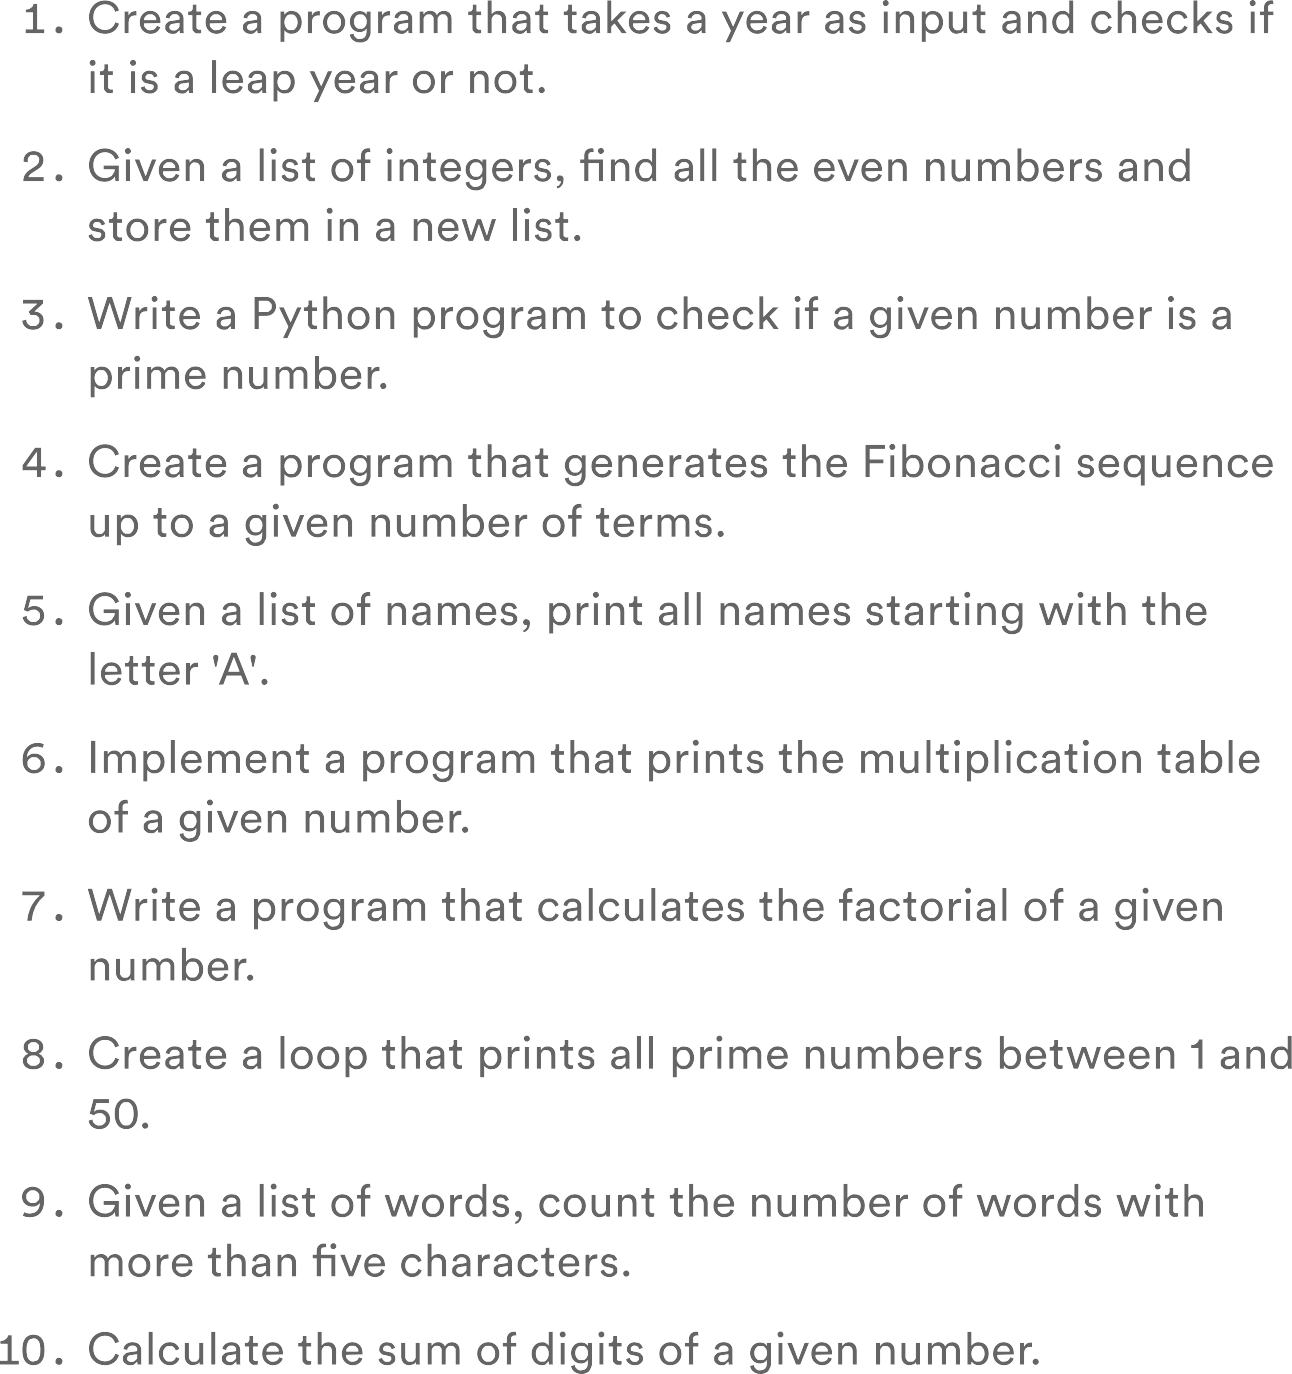 1. Create a program that takes a year as input and checks if
it is a leap year or not.
2. Given a list of integers, find all the even numbers and
store them in a new list.
3. Write a Python program to check if a given number is a
prime number.
4. Create a program that generates the Fibonacci sequence
up to a given number of terms.
5. Given a list of names, print all names starting with the
letter 'A'.
6. Implement a program that prints the multiplication table
of a given number.
7. Write a program that calculates the factorial of a given
number.
8. Create a loop that prints all prime numbers between 1 and
50.
9. Given a list of words, count the number of words with
more than five characters.
10. Calculate the sum of digits of a given number.